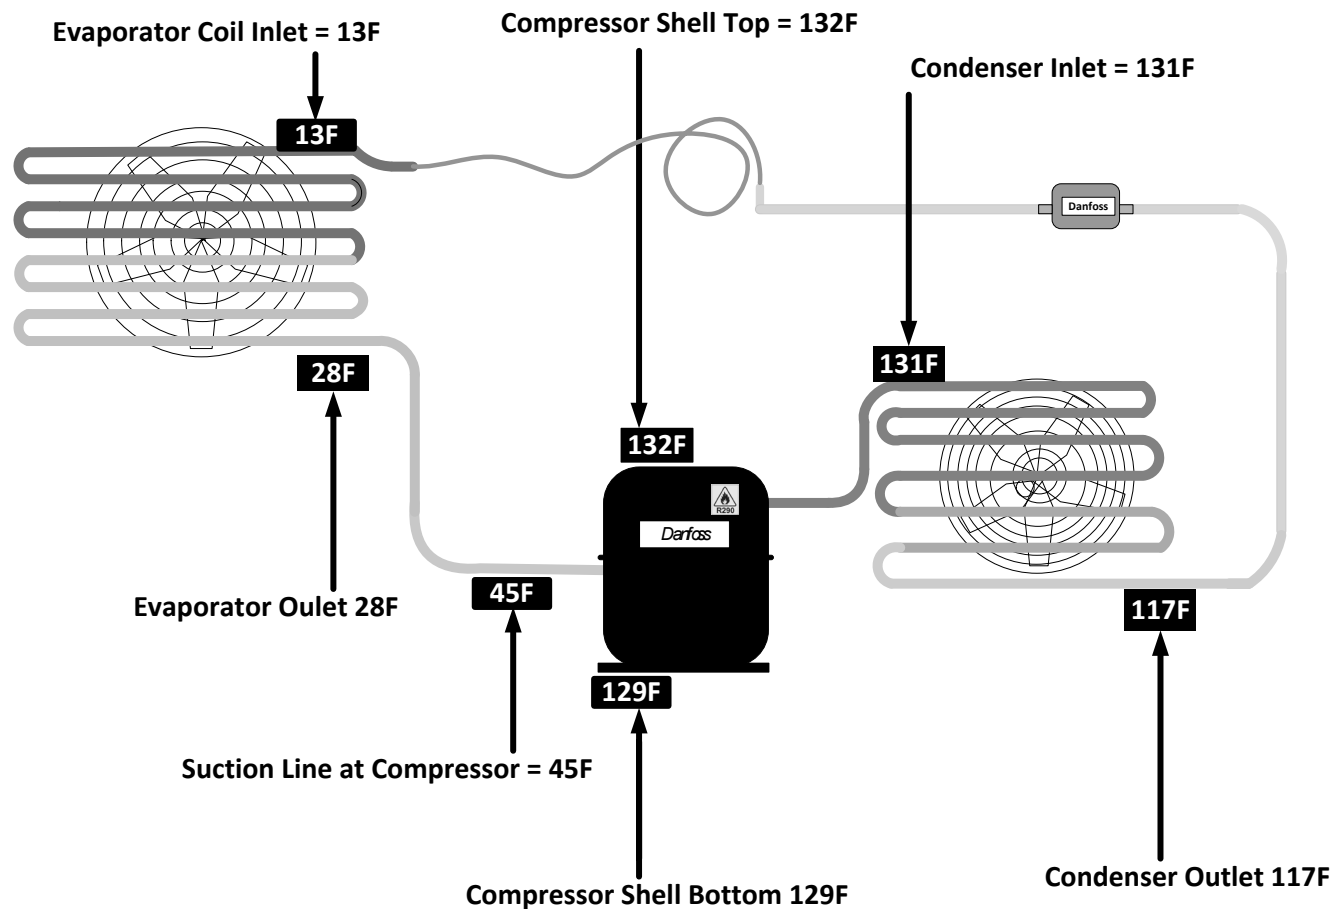 Compressor Shell Top = 132F
Evaporator Coil Inlet = 13F
Condenser Inlet = 131F
13F
Danfoss
131F
28F
132F
R290
Danfoss
45F
Evaporator Oulet 28F
117F
129F
Suction Line at Compressor = 45F
Condenser Outlet 117F
Compressor Shell Bottom 129F